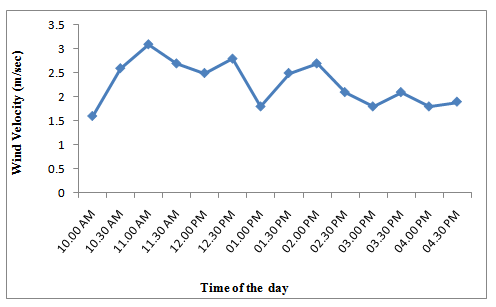 Wind Velocity (m/sec)
3.5
3
2.5
2
1.5
1
0.5
0
10.00 AM
10.30 AM
11.00 AM
11.30 AM
12.00 PM
12.30 PM
01.00 PM
01.30 PM
02.00 PM
02.30 PM
03.00 PM
03.30 PM
04.00 PM
04.30 PM
Time of the day